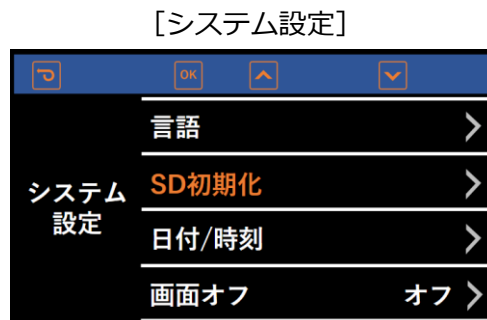 [システム設定]
OK
言語
システム
設定
SD初期化
日付/時刻
画面オフ オフ